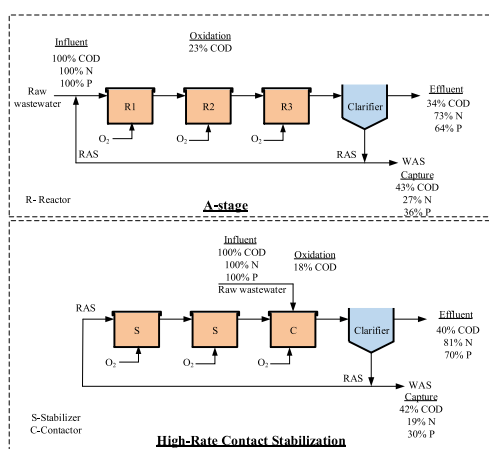 Influent
100% COD
100% N
100% P
Raw wastewater
Oxidation
23% COD
R1
R2
R3
Clarifier
O2
O2
O2
Effluent
34% COD
73% N
64% P
RAS
RAS
WAS
Capture
43% COD
27% N
36% P
R- Reactor
A-stage
Influent
100% COD
100% N
100% P
Raw wastewater
Oxidation
18% COD
RAS
S
S
C
Clarifier
O2
O2
O2
Effluent
40% COD
81% N
70% P
RAS
WAS
Capture
42% COD
19% N
30% P
S-Stabilizer
C-Contactor
High-Rate Contact Stabilization